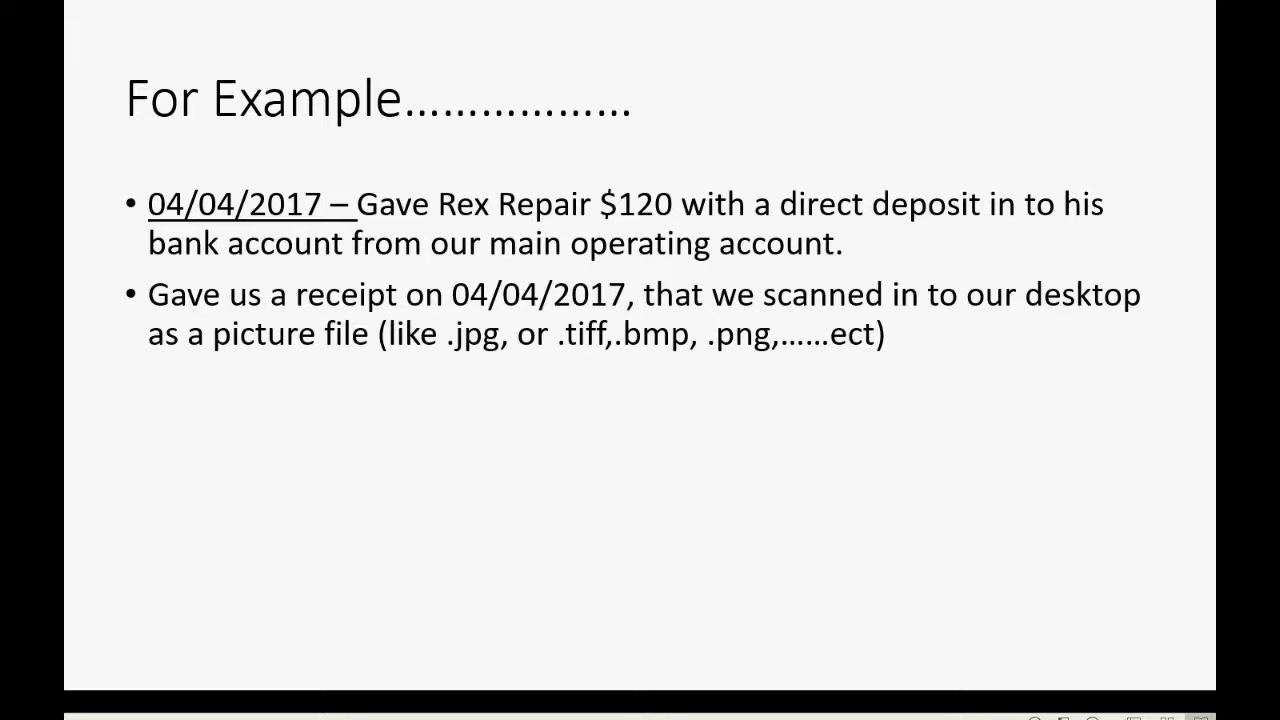 For Example………………
• 04/04/2017 – Gave Rex Repair $120 with a direct deposit in to his
bank account from our main operating account.
• Gave us a receipt on 04/04/2017, that we scanned in to our desktop
as a picture file (like .jpg, or .tiff,.bmp, .png,……ect)